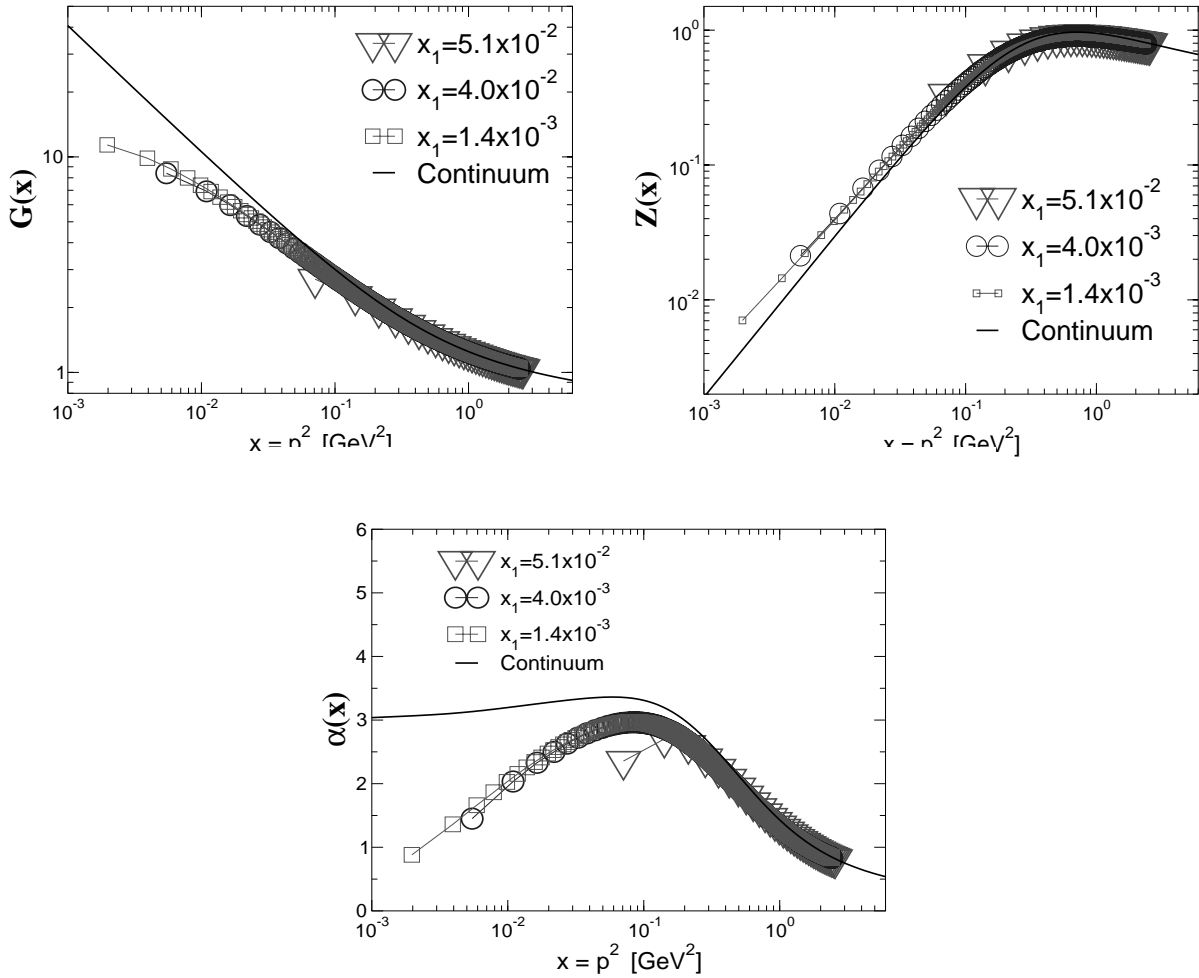 G(x)
10
1
x₁=5.1x10⁻²
x₁=4.0x10⁻²
x₁=1.4x10⁻³
Continuum
10⁻³ 10⁻² 10⁻¹ 10⁰
x = p² [GeV²]
Z(x)
10⁰
10⁻¹
10⁻²
x₁=5.1x10⁻²
x₁=4.0x10⁻³
x₁=1.4x10⁻³
Continuum
10⁻³ 10⁻² 10⁻¹ 10⁰
x = p² [GeV²]
α(x)
6
5
4
3
2
1
0
x₁=5.1x10⁻²
x₁=4.0x10⁻³
x₁=1.4x10⁻³
Continuum
10⁻³ 10⁻² 10⁻¹ 10⁰
x = p² [GeV²]